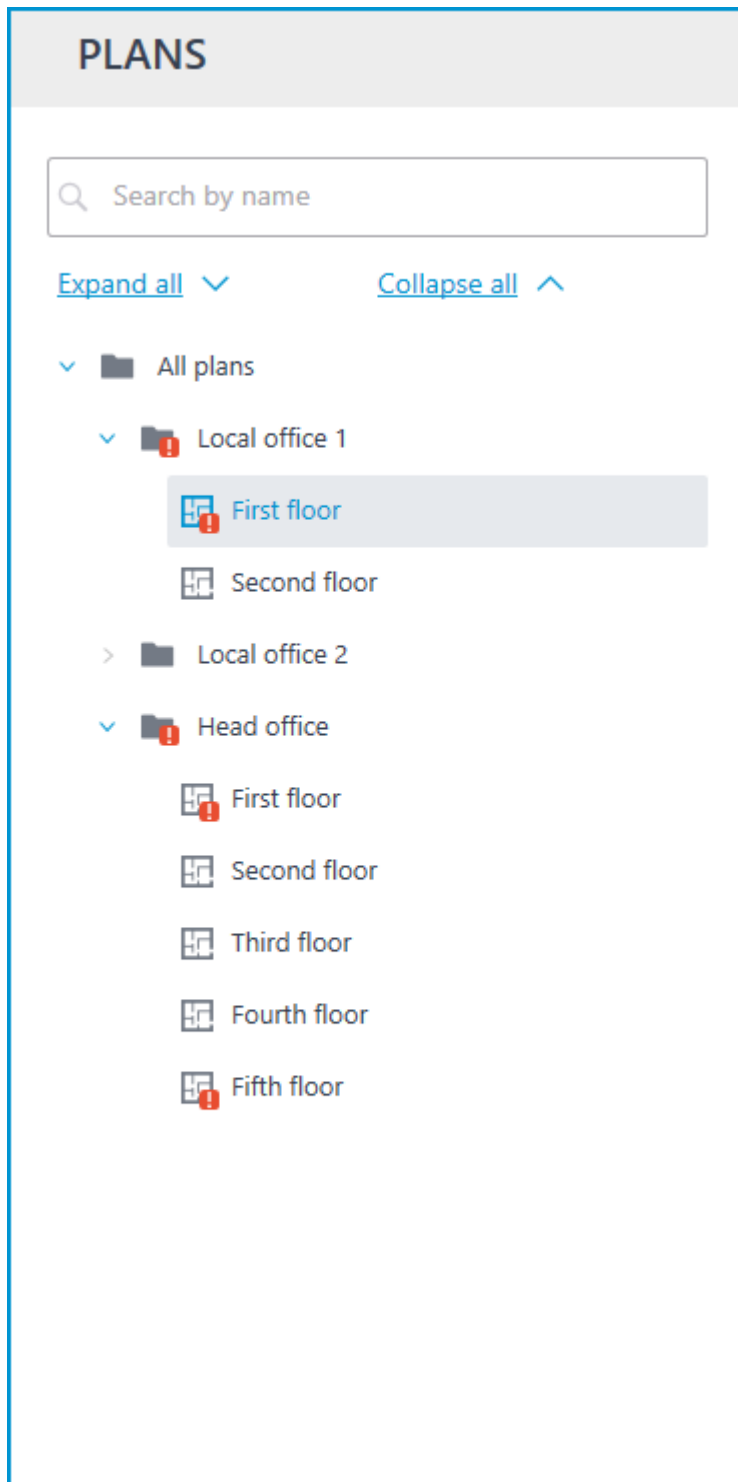 PLANS
Search by name
Expand all Collapse all
All plans
Local office 1
First floor
Second floor
Local office 2
Head office
First floor
Second floor
Third floor
Fourth floor
Fifth floor